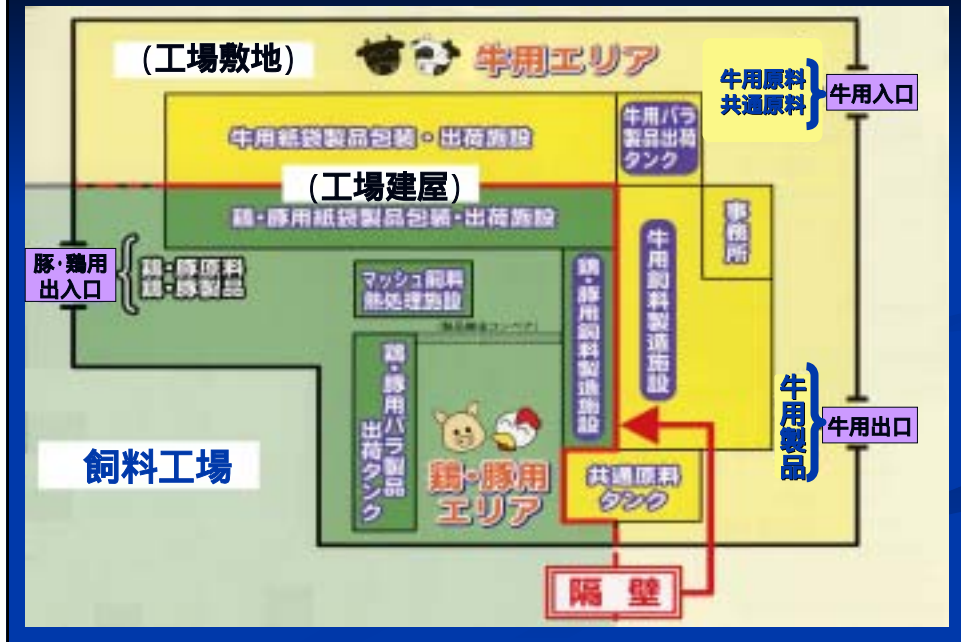 (工場敷地)
牛用エリア
牛用原料
共通原料
牛用入口
牛用紙袋製品包装・出荷施設
牛用バラ
製品出荷
タンク
(工場建屋)
鶏・豚用紙袋製品包装・出荷施設
事務所
牛用飼料製造施設
豚・鶏用
出入口
鶏・豚原料
鶏・豚製品
マッシュ飼料
熱処理施設
鶏・豚用飼料製造施設
鶏・豚用バラ製品
出荷タンク
牛用製品
牛用出口
飼料工場
鶏・豚用
エリア
共通原料
タンク
隔壁